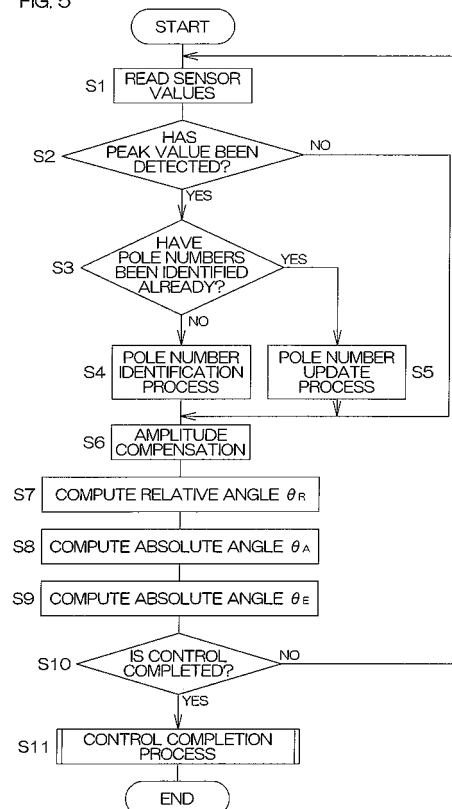 FIG. 5
START
S1
READ SENSOR
VALUES
S2
HAS
PEAK VALUE BEEN
DETECTED?
NO
YES
S3
HAVE
POLE NUMBERS
BEEN IDENTIFIED
ALREADY?
YES
NO
S4
POLE NUMBER
IDENTIFICATION
PROCESS
POLE NUMBER
UPDATE
PROCESS
S5
S6
AMPLITUDE
COMPENSATION
S7
COMPUTE RELATIVE ANGLE θR
S8
COMPUTE ABSOLUTE ANGLE θA
S9
COMPUTE ABSOLUTE ANGLE θE
S10
IS CONTROL
COMPLETED?
NO
YES
S11
CONTROL COMPLETION
PROCESS
END